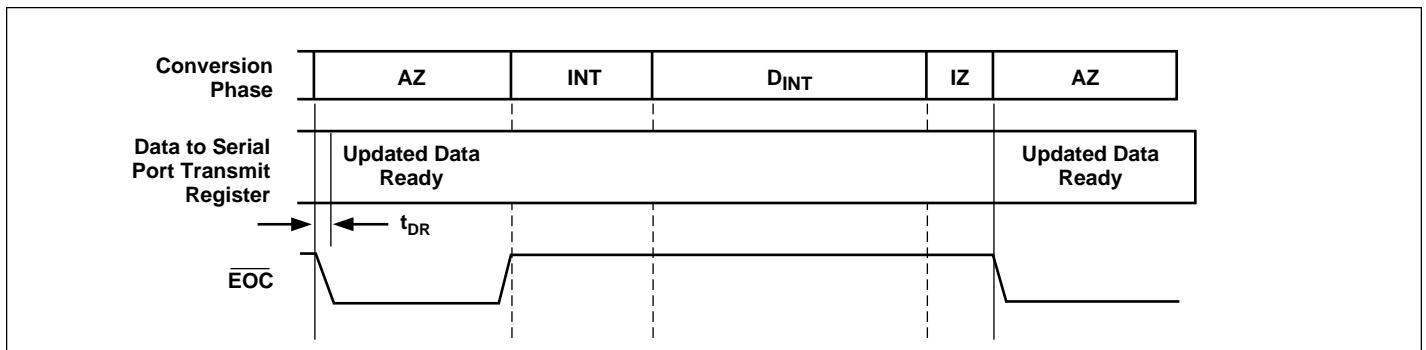 Conversion
Phase
AZ
INT
DINT
IZ
AZ
Data to Serial
Port Transmit
Register
Updated Data
Ready
Updated Data
Ready
tDR
EOC